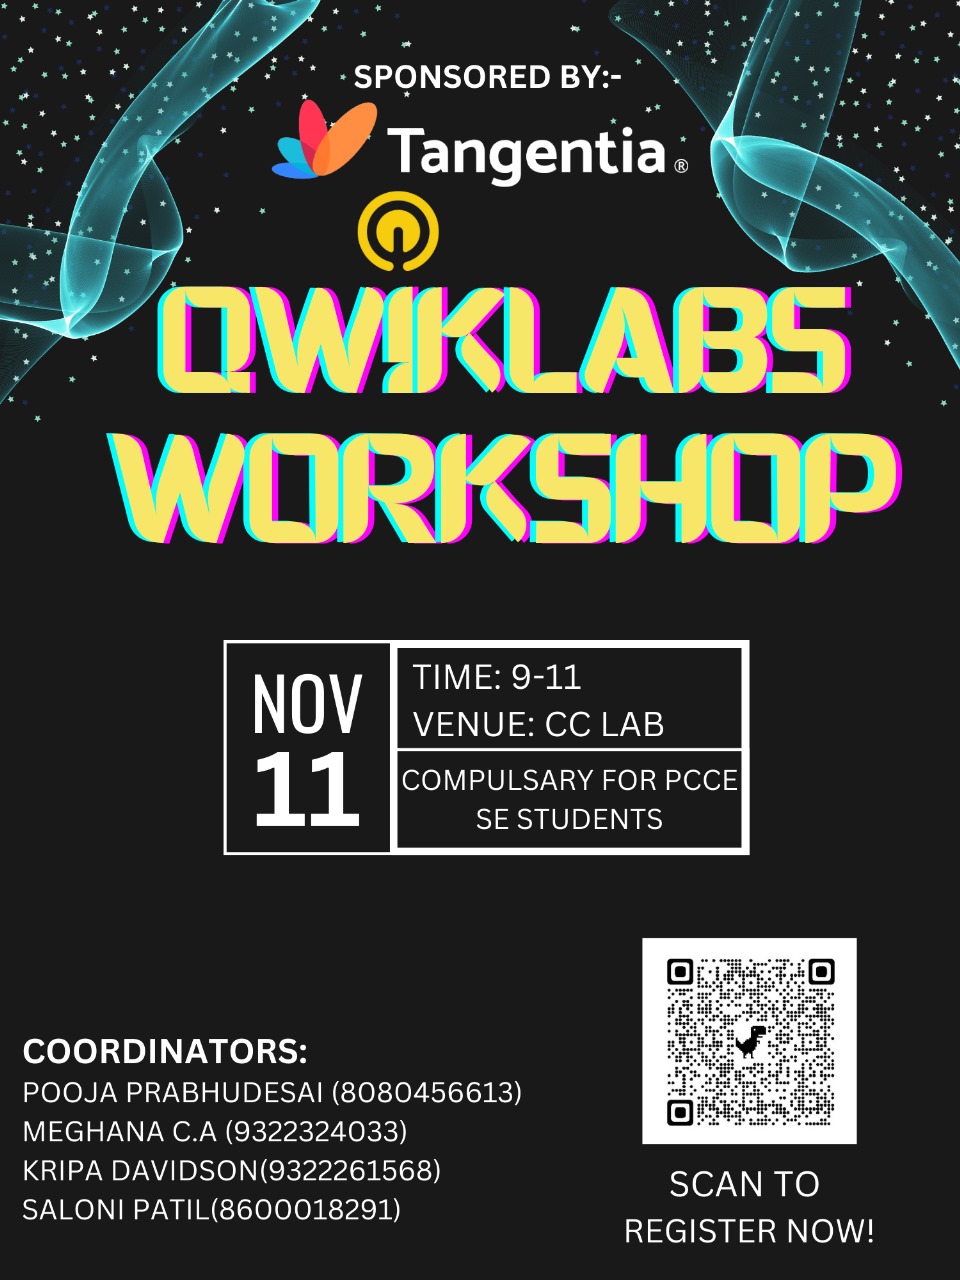 SPONSORED BY:-
Tangentia®
QWIKLABS
WORKSHOP
NOV
11
TIME: 9-11
VENUE: CC LAB
COMPULSARY FOR PCCE
SE STUDENTS
COORDINATORS:
POOJA PRABHUDESAI (8080456613)
MEGHANA C.A (9322324033)
KRIPA DAVIDSON(9322261568)
SALONI PATIL(8600018291)
SCAN TO
REGISTER NOW!